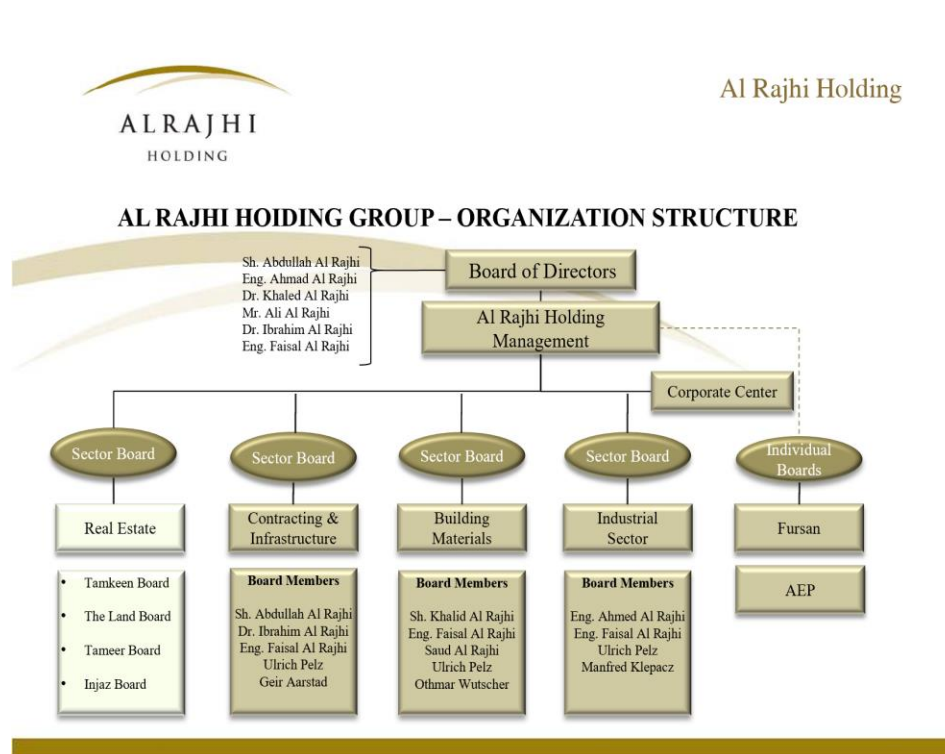 ALRAJHI
HOLDING
Al Rajhi Holding
AL RAJHI HOIDING GROUP – ORGANIZATION STRUCTURE
Sh. Abdullah Al Rajhi
Eng. Ahmad Al Rajhi
Dr. Khaled Al Rajhi
Mr. Ali Al Rajhi
Dr. Ibrahim Al Rajhi
Eng. Faisal Al Rajhi
Board of Directors
Al Rajhi Holding
Management
Corporate Center
Sector Board
Sector Board
Sector Board
Sector Board
Individual
Boards
Real Estate
Contracting &
Infrastructure
Building
Materials
Industrial
Sector
Fursan
AEP
• Tamkeen Board
• The Land Board
• Tameer Board
• Injaz Board
Board Members
Sh. Abdullah Al Rajhi
Dr. Ibrahim Al Rajhi
Eng. Faisal Al Rajhi
Ulrich Pelz
Geir Aarstad
Board Members
Sh. Khalid Al Rajhi
Eng. Faisal Al Rajhi
Saud Al Rajhi
Ulrich Pelz
Othmar Wutscher
Board Members
Eng. Ahmed Al Rajhi
Eng. Faisal Al Rajhi
Ulrich Pelz
Manfred Klepacz